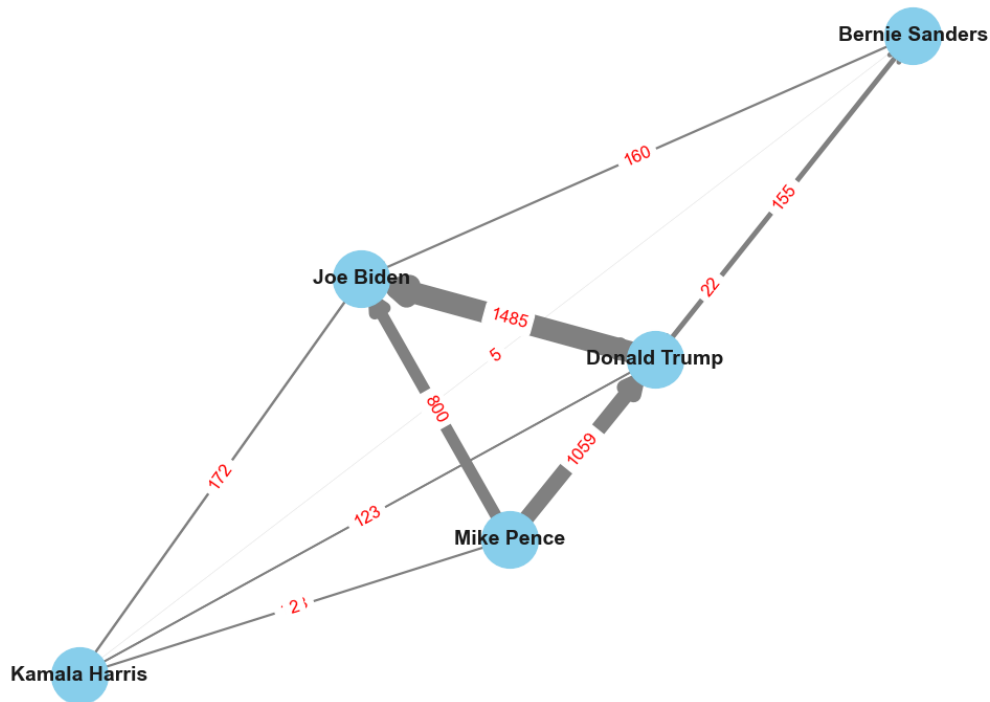 Bernie Sanders
160
155
Joe Biden
22
1485
5
Donald Trump
800
1059
172
123
Mike Pence
Kamala Harris